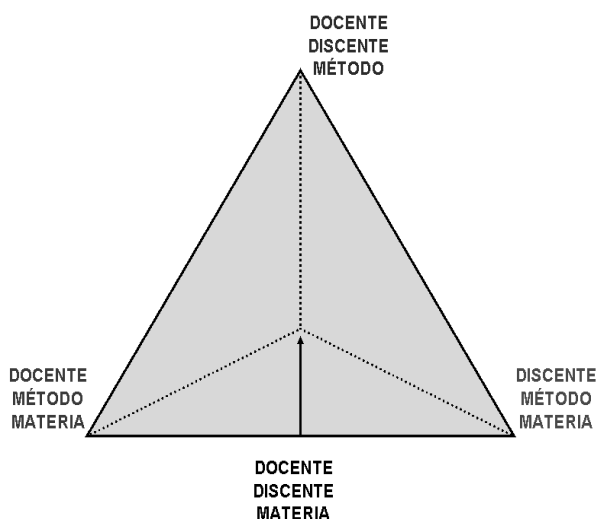 DOCENTE
DISCENTE
MÉTODO
DOCENTE
MÉTODO
MATERIA
DISCENTE
MÉTODO
MATERIA
DOCENTE
DISCENTE
MATERIA